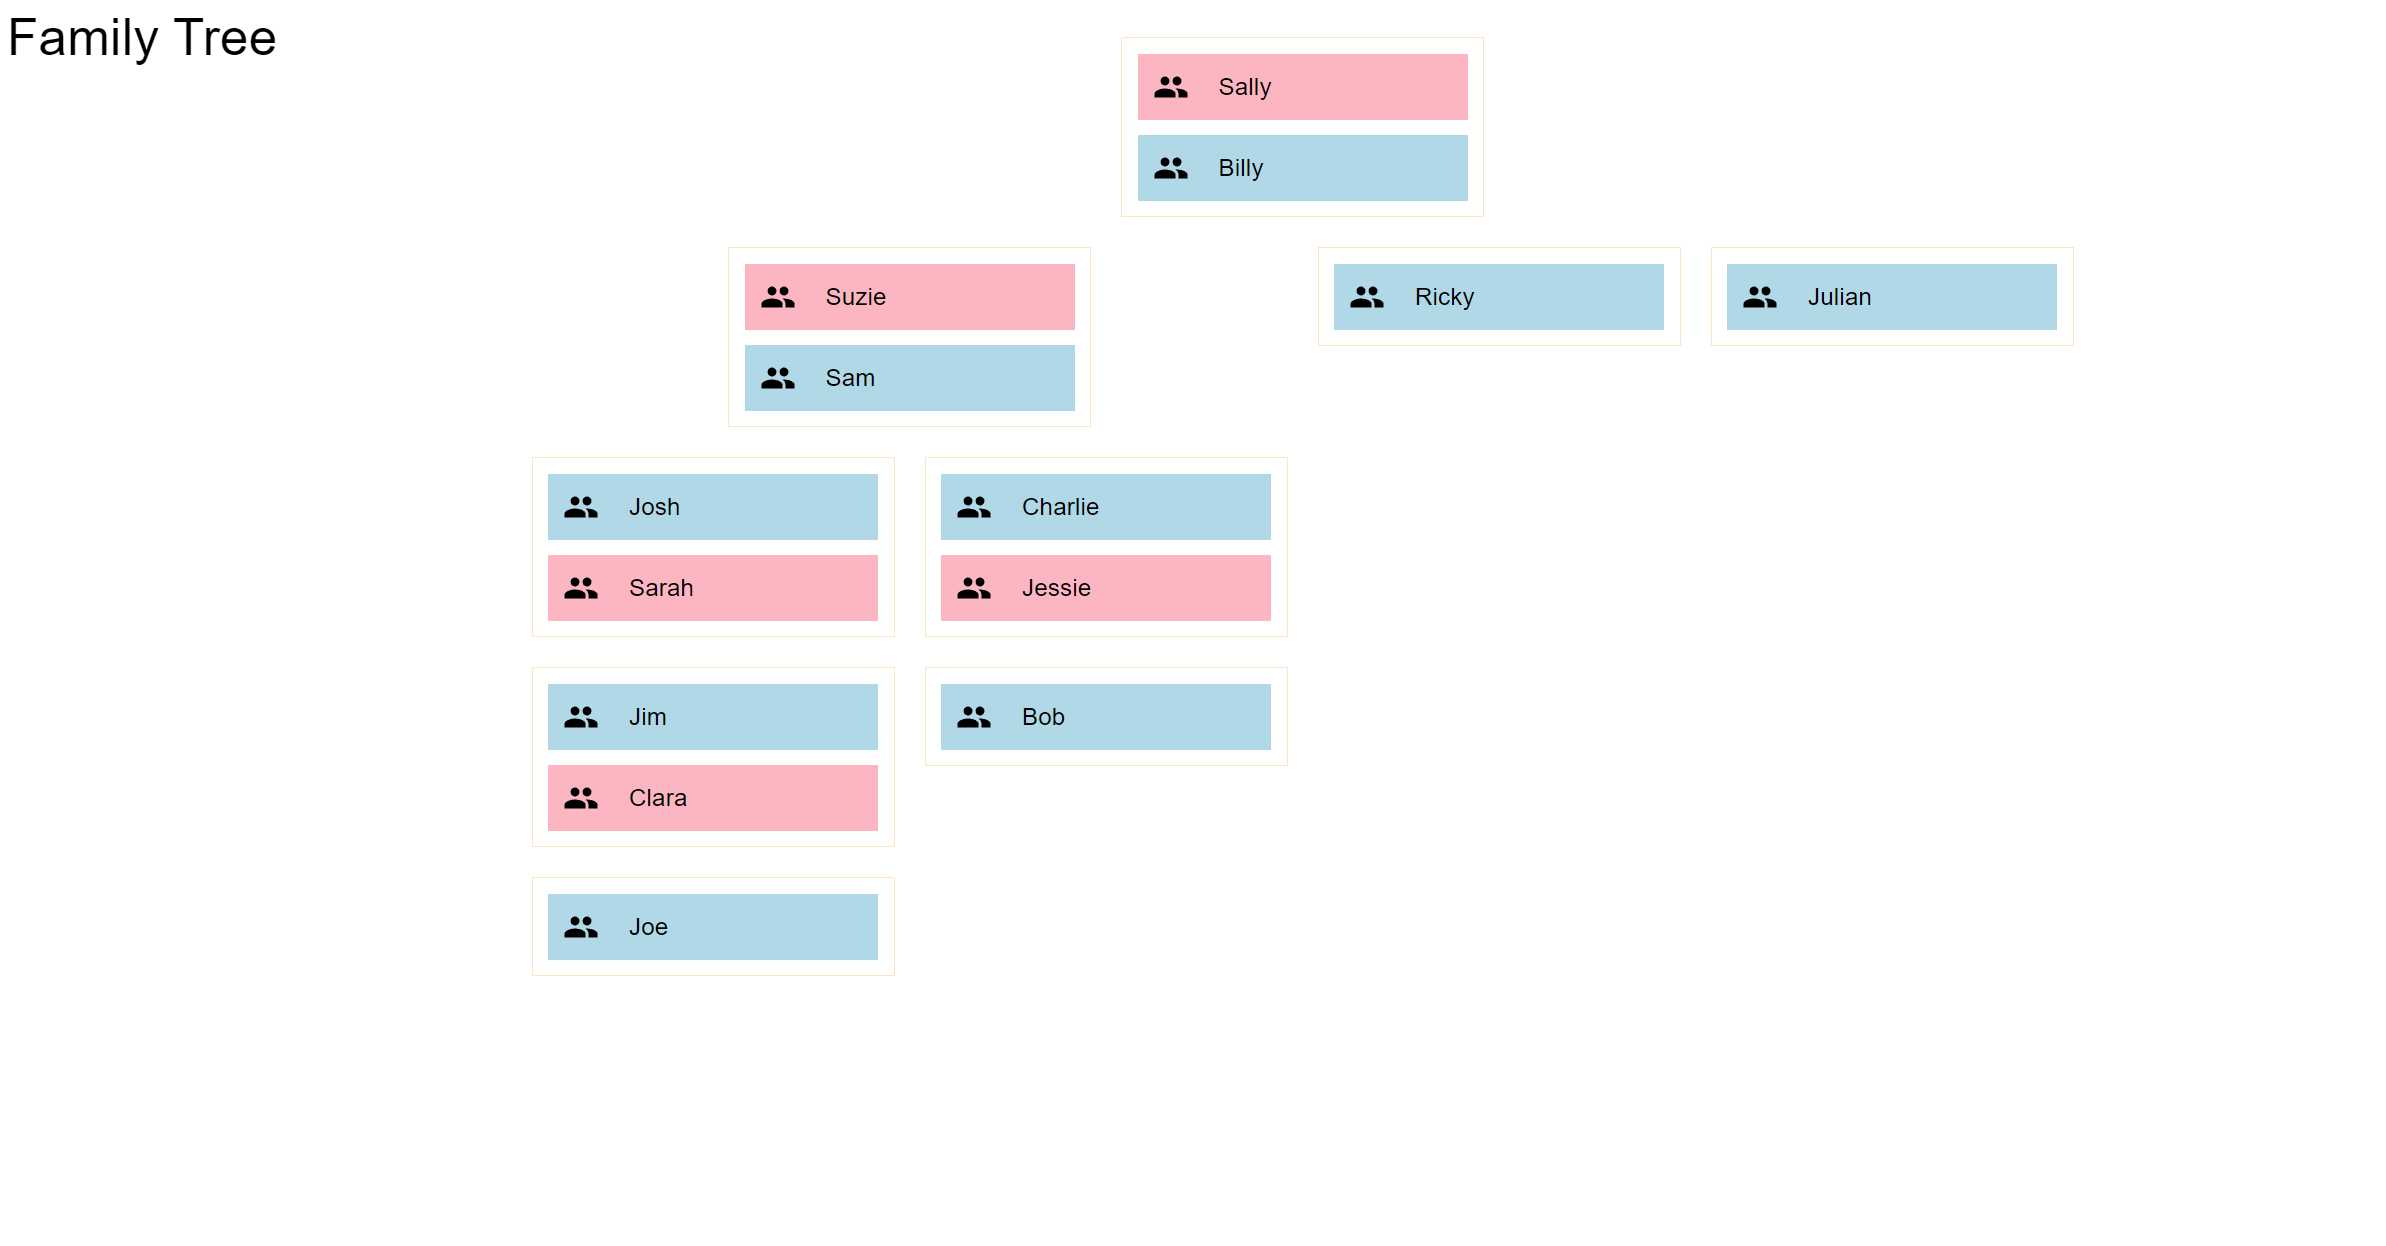 Family Tree
Sally
Billy
Suzie
Sam
Ricky
Julian
Josh
Sarah
Charlie
Jessie
Jim
Clara
Bob
Joe